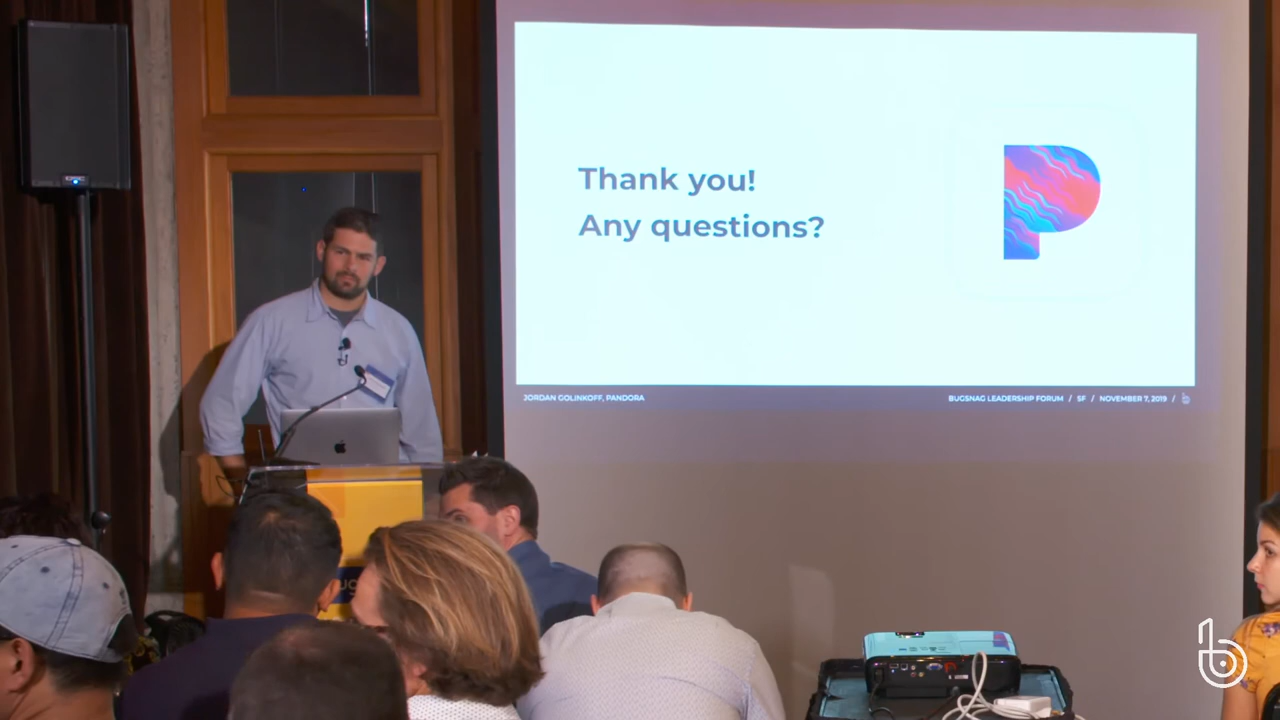 Thank you!
Any questions?
JORDAN GOLINKOFF, PANDORA
BUGSNAG LEADERSHIP FORUM / SF / NOVEMBER 7, 2019 /